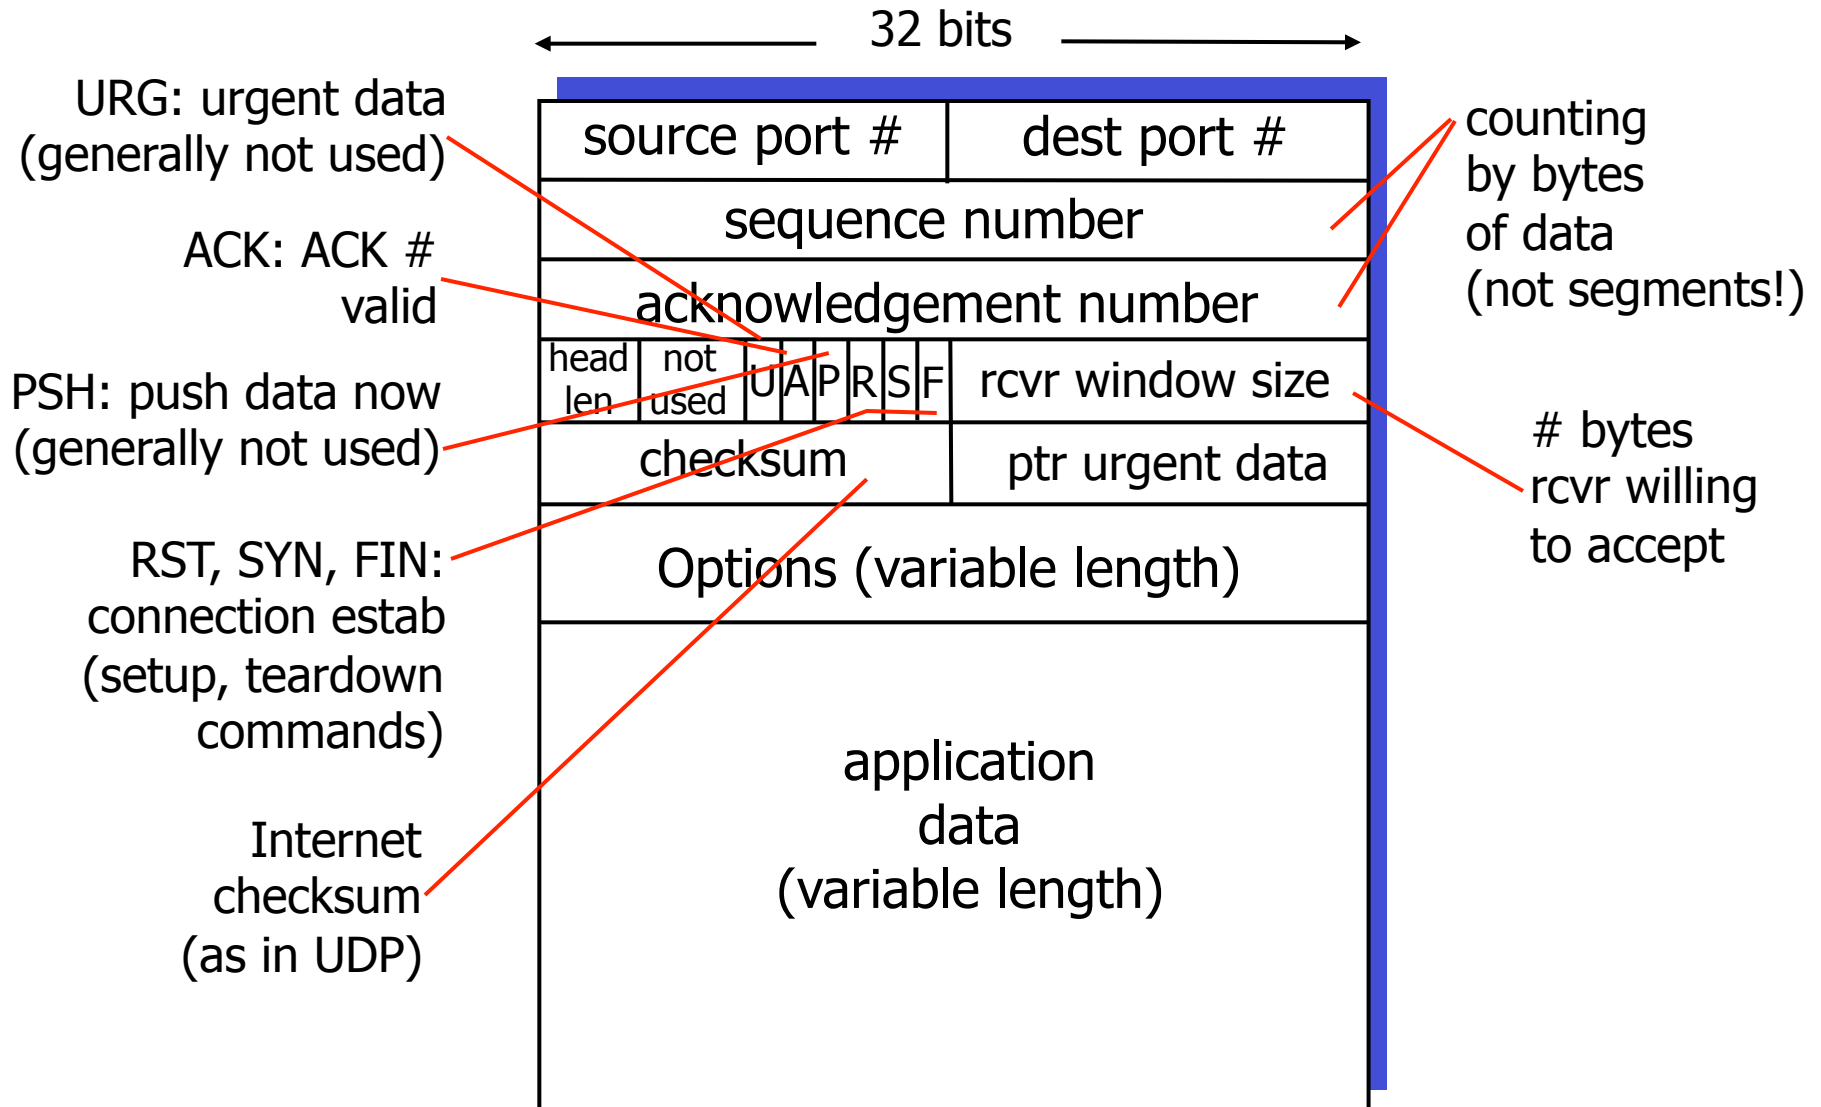 32 bits
URG: urgent data
(generally not used)
ACK: ACK #
valid
PSH: push data now
(generally not used)
RST, SYN, FIN:
connection estab
(setup, teardown
commands)
Internet
checksum
(as in UDP)
source port #
dest port #
sequence number
acknowledgement number
head
len
not
used
U
A
P
R
S
F
rcvr window size
checksum
ptr urgent data
Options (variable length)
application
data
(variable length)
counting
by bytes
of data
(not segments!)
# bytes
rcvr willing
to accept